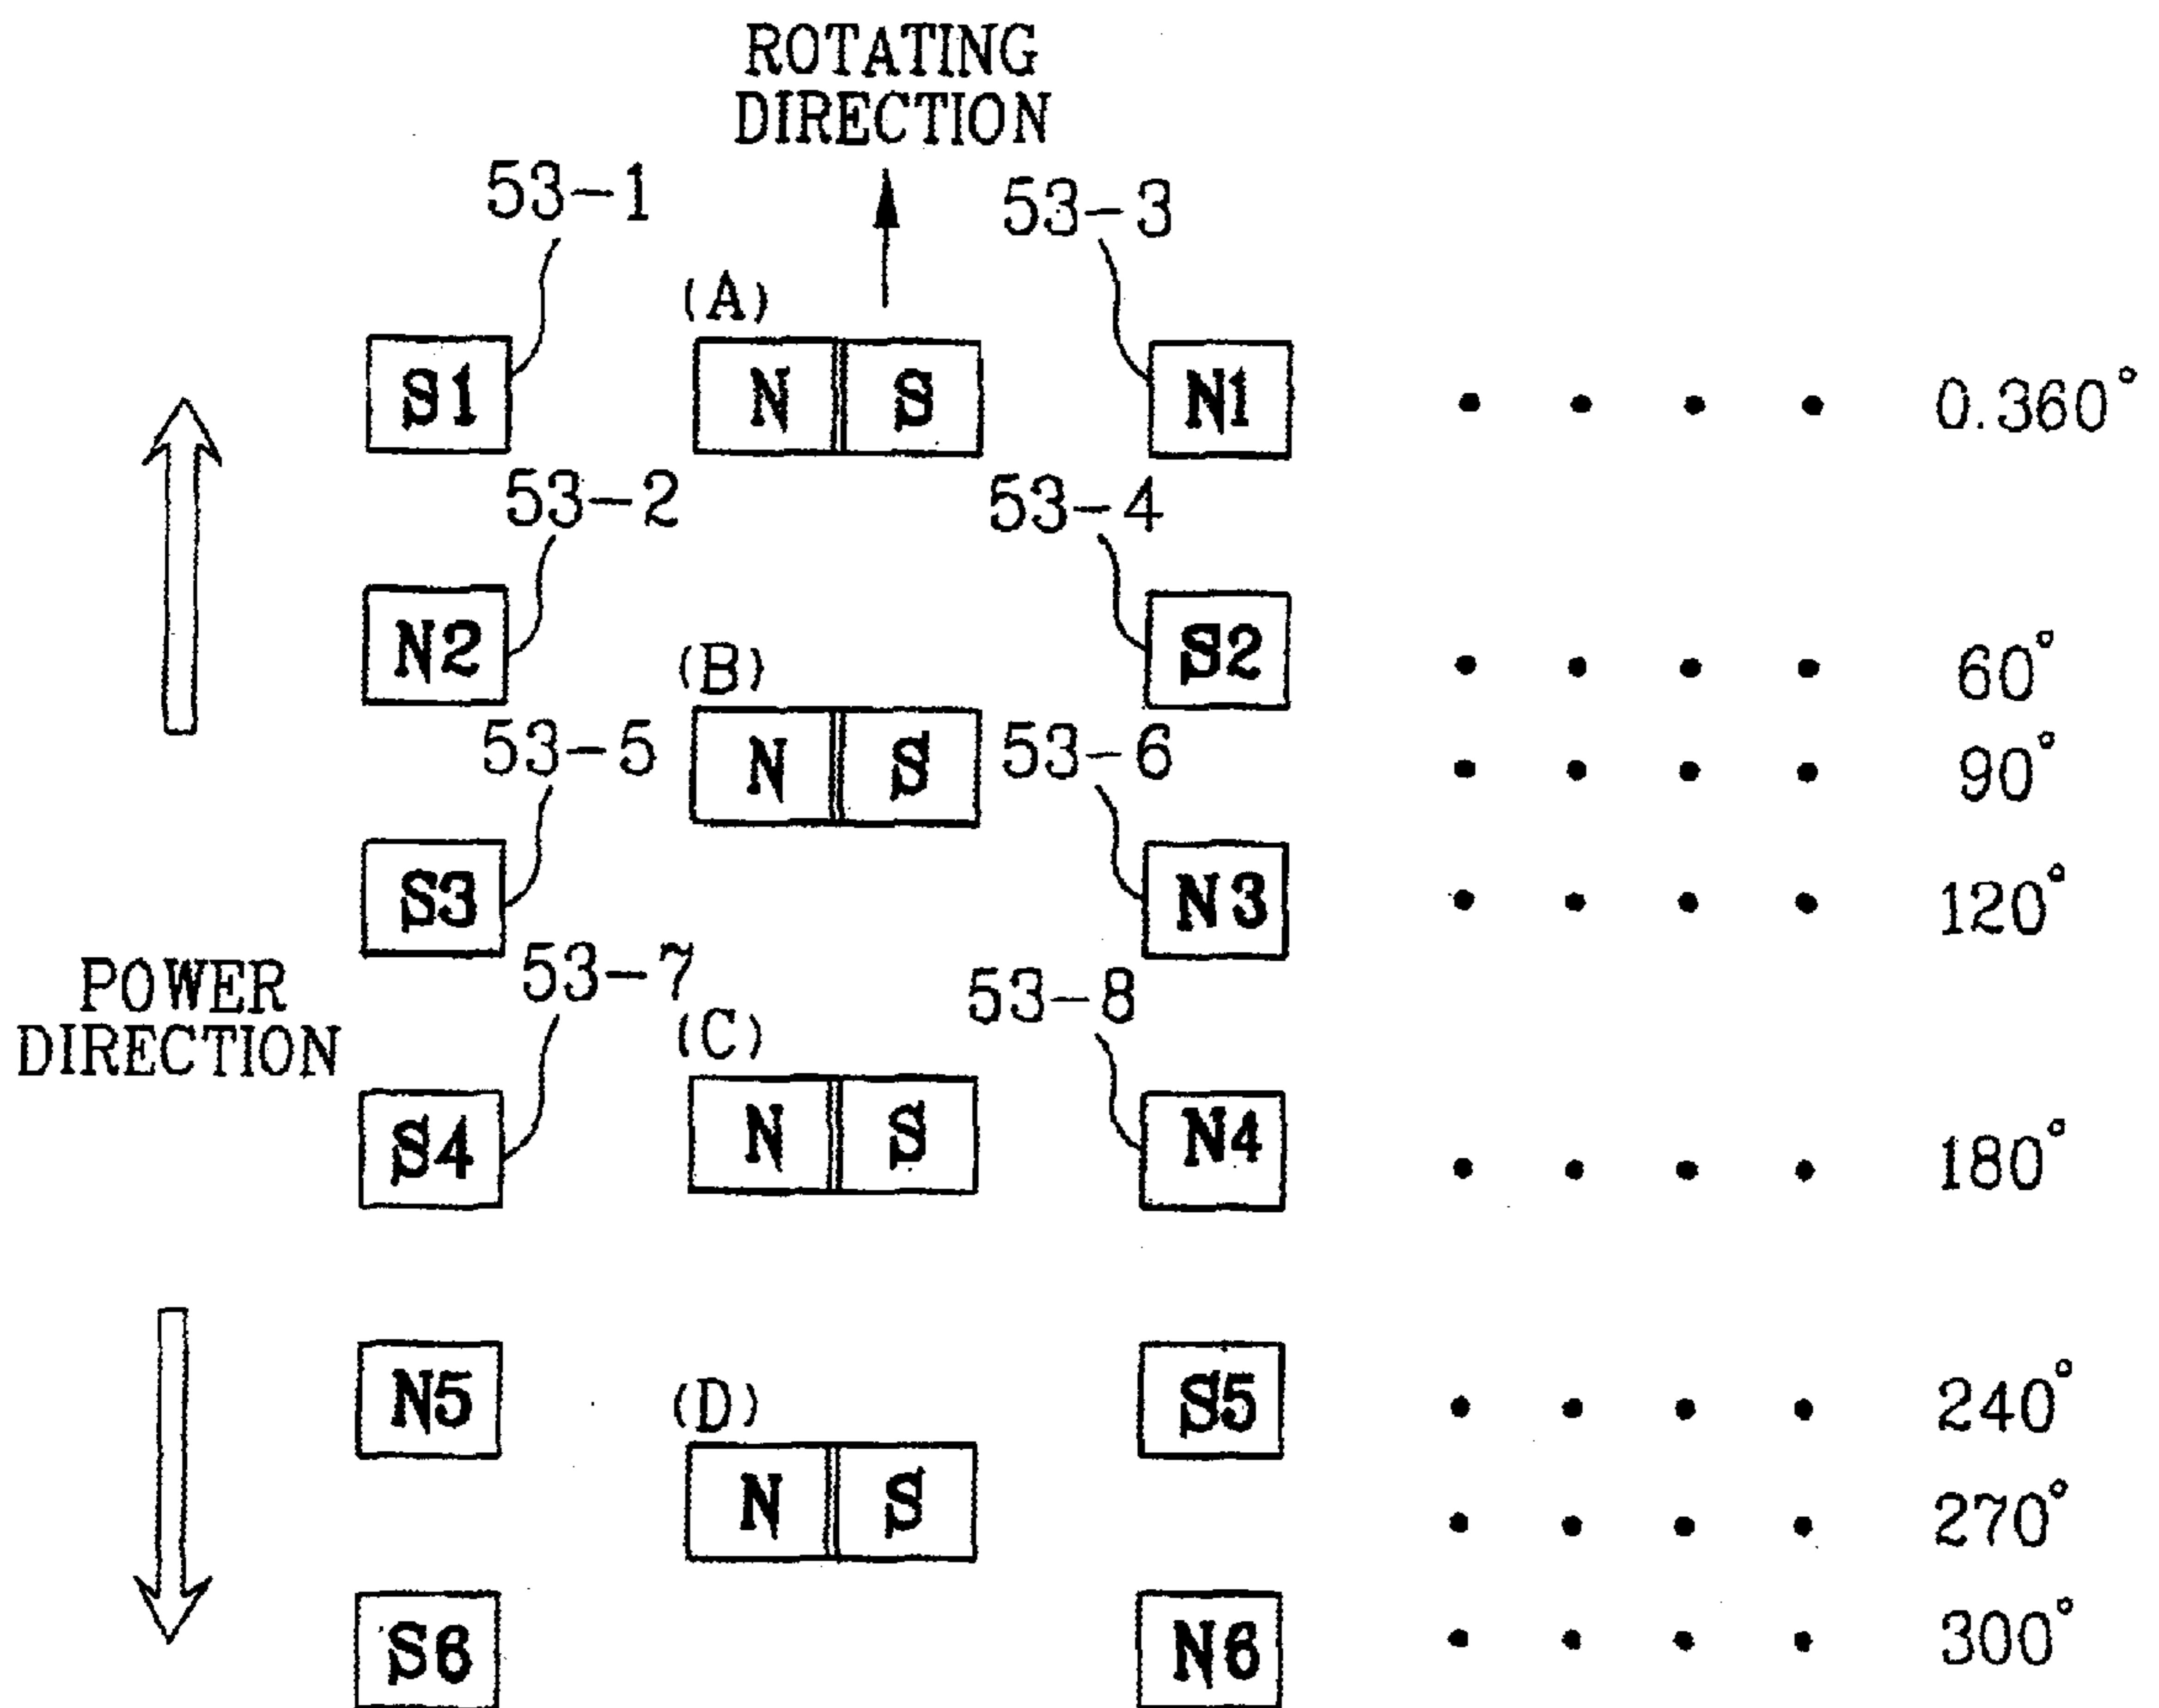 ROTATING
DIRECTION
53-1
53-3
(A)
S1
N
S
N1
0.360°
53-2
53-4
N2
S2
60°
(B)
53-5
N
S
53-6
90°
S3
N3
120°
POWER
DIRECTION
53-7
53-8
(C)
S4
N
S
N4
180°
N5
S5
240°
(D)
N
S
270°
S6
N6
300°